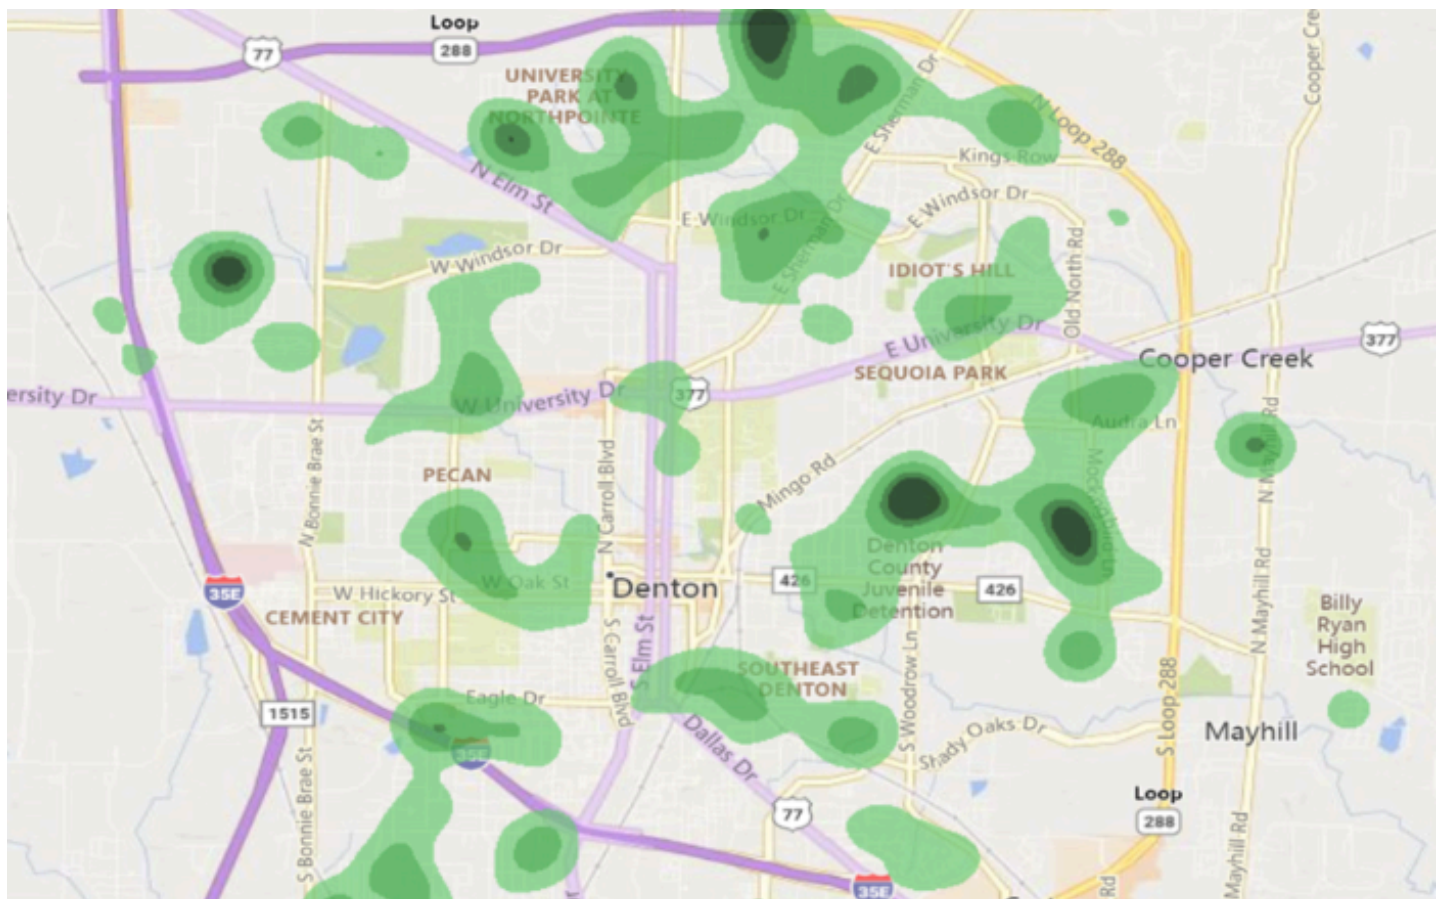 Loop
288
77
UNIVERSITY
PARK AT
NORTHPOINTE
N Elm St
E Sherman Dr
N Loop 288
Cooper Cre
Kings Row
E Windsor Dr
E Windsor Dr
E Sherman Dr
W Windsor Dr
IDIOT'S HILL
Old North Rd
E University Dr
377
Cooper Creek
SEQUOIA PARK
ersity Dr
W University Dr
377
Audra Ln
N Mayhill Rd
N Bonnie Brae St
PECAN
N Carroll Blvd
Mingo Rd
Mockingbird Ln
Denton
County
Juvenile
Detention
426
426
W Oak St
Denton
35E
W Hickory St
CEMENT CITY
N Mayhill Rd
Billy
Ryan
High
School
S Elm St
S Carroll Blvd
SOUTHEAST
DENTON
S Woodrow Ln
S Loop 288
Eagle Dr
1515
35E
Dallas Dr
Shady Oaks Dr
Mayhill
S Bonnie Brae St
77
Loop
288
Mayhill Rd
35E
Rd